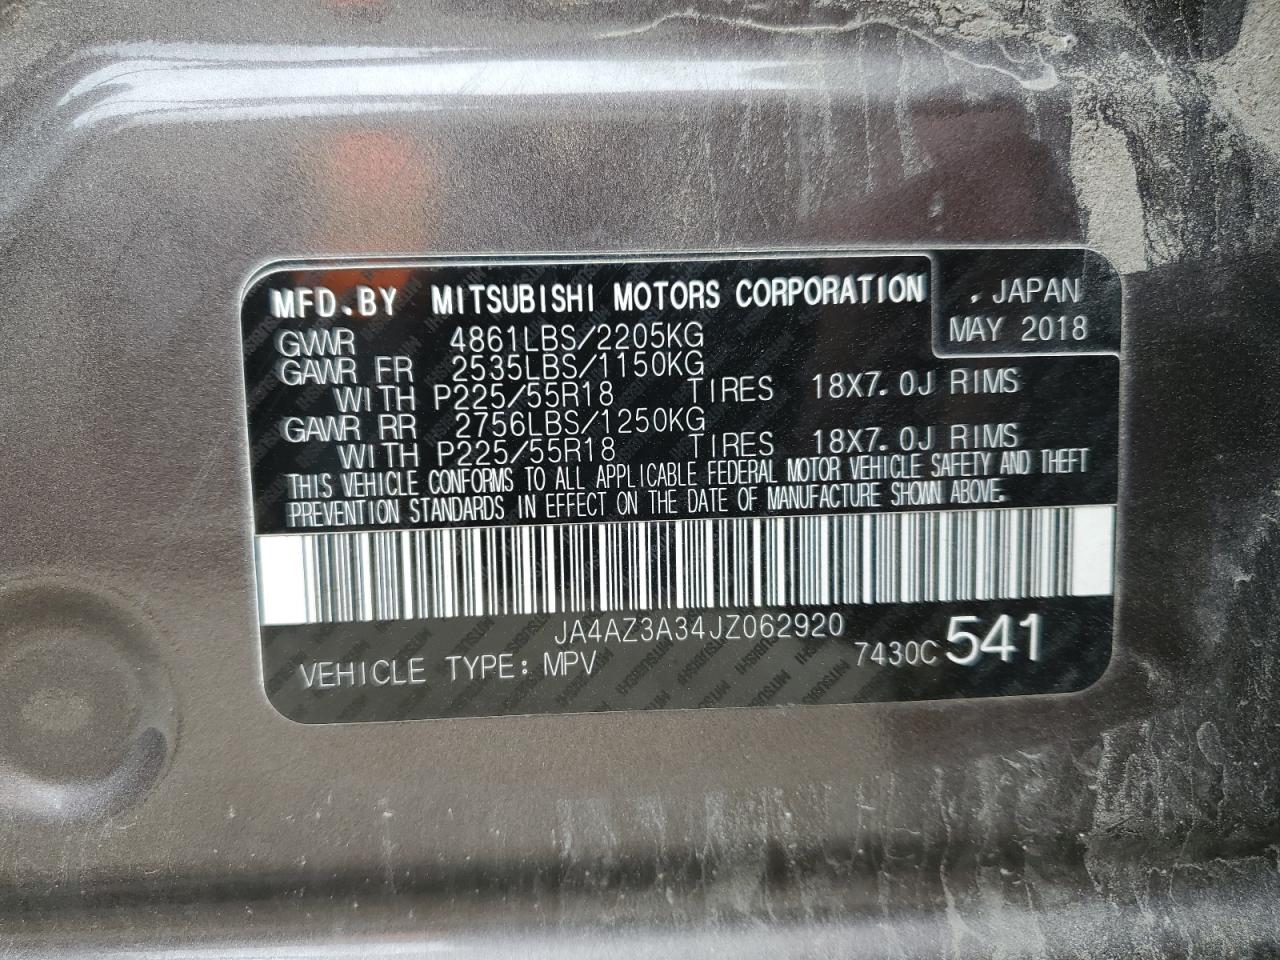 MFD.BY MITSUBISHI MOTORS CORPORATION
. JAPAN
MAY 2018
GVWR 4861LBS/2205KG
GAWR FR 2535LBS/1150KG
WITH P225/55R18 TIRES 18X7.0J RIMS
GAWR RR 2756LBS/1250KG
WITH P225/55R18 TIRES 18X7.0J RIMS
THIS VEHICLE CONFORMS TO ALL APPLICABLE FEDERAL MOTOR VEHICLE SAFETY AND THEFT
PREVENTION STANDARDS IN EFFECT ON THE DATE OF MANUFACTURE SHOWN ABOVE.
JA4AZ3A34JZ062920
VEHICLE TYPE: MPV 7430C 541